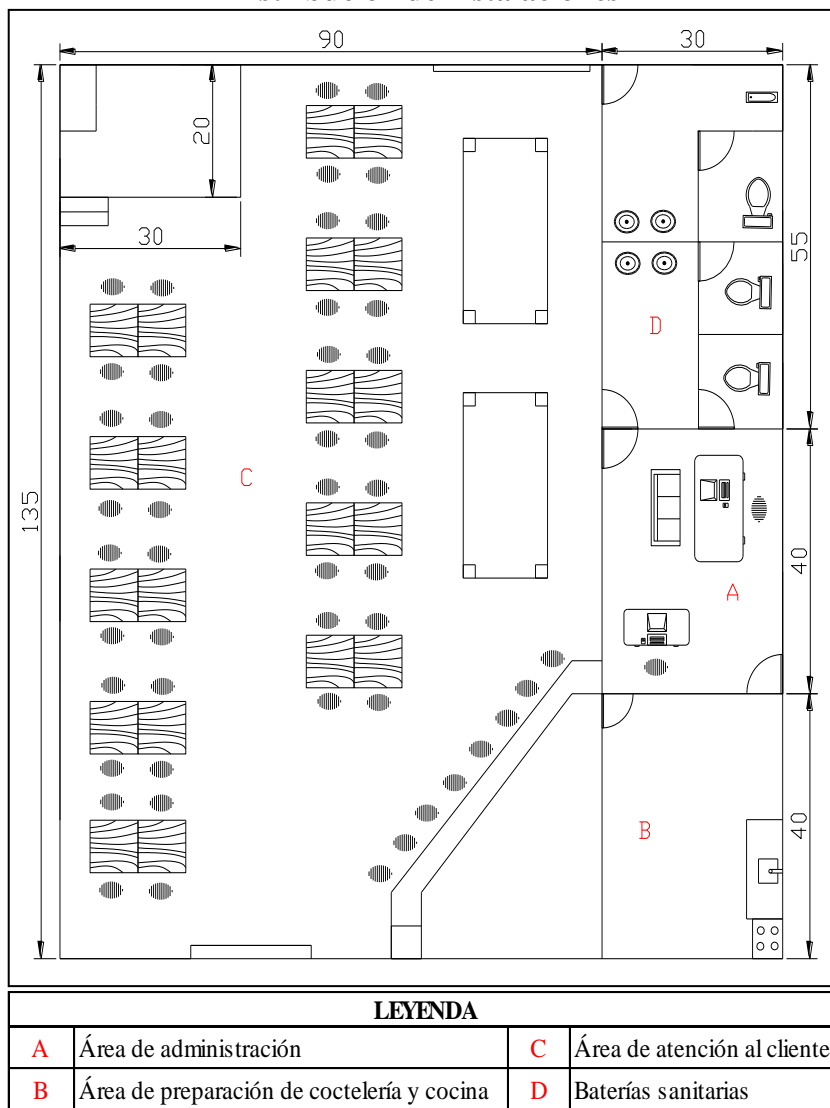 90
30
20
30
55
D
C
135
40
A
B
40
LEYENDA
A Área de administración C Área de atención al cliente
B Área de preparación de coctelería y cocina D Baterías sanitarias